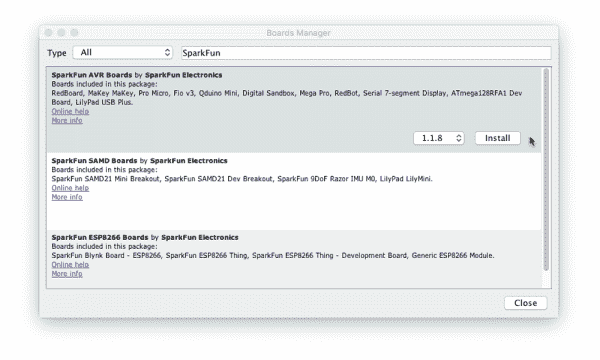 Boards Manager
Type All SparkFun
SparkFun AVR Boards by SparkFun Electronics
Boards included in this package:
RedBoard, MaKey MaKey, Pro Micro, Fio v3, Qduino Mini, Digital Sandbox, Mega Pro, RedBot, Serial 7-segment Display, ATmega128RFA1 Dev
Board, LilyPad USB Plus.
Online help
More info
1.1.8 Install
SparkFun SAMD Boards by SparkFun Electronics
Boards included in this package:
SparkFun SAMD21 Mini Breakout, SparkFun SAMD21 Dev Breakout, SparkFun 9DoF Razor IMU M0, LilyPad LilyMini.
Online help
More info
SparkFun ESP8266 Boards by SparkFun Electronics
Boards included in this package:
SparkFun Blynk Board - ESP8266, SparkFun ESP8266 Thing, SparkFun ESP8266 Thing - Development Board, Generic ESP8266 Module.
Online help
More info
Close